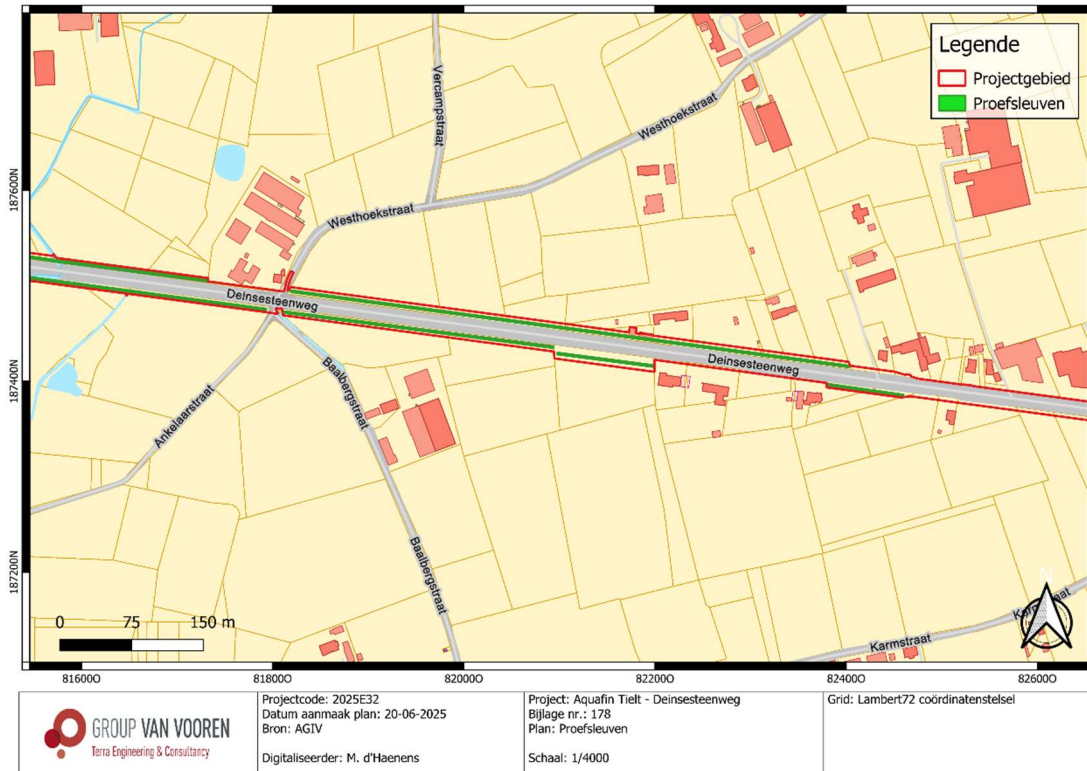 Legende
Projectgebied
Proefsleuven
Vercampstraat
Westhoekstraat
Westhoekstraat
187600N
Deinsesteenweg
Deinsesteenweg
187400N
Ankelaarstraat
Baalbergstraat
Baalbergstraat
187200N
N
Karmstraat
Karmstraat
0 75 150 m
816000 818000 820000 822000 824000 826000
GROUP VAN VOOREN
Terra Engineering & Consultancy
Projectcode: 2025E32
Datum aanmaak plan: 20-06-2025
Bron: AGIV
Digitaliseerder: M. d'Haenens
Project: Aquafin Tielt - Deinsesteenweg
Bijlage nr.: 178
Plan: Proefsleuven
Schaal: 1/4000
Grid: Lambert72 coördinatenstelsel